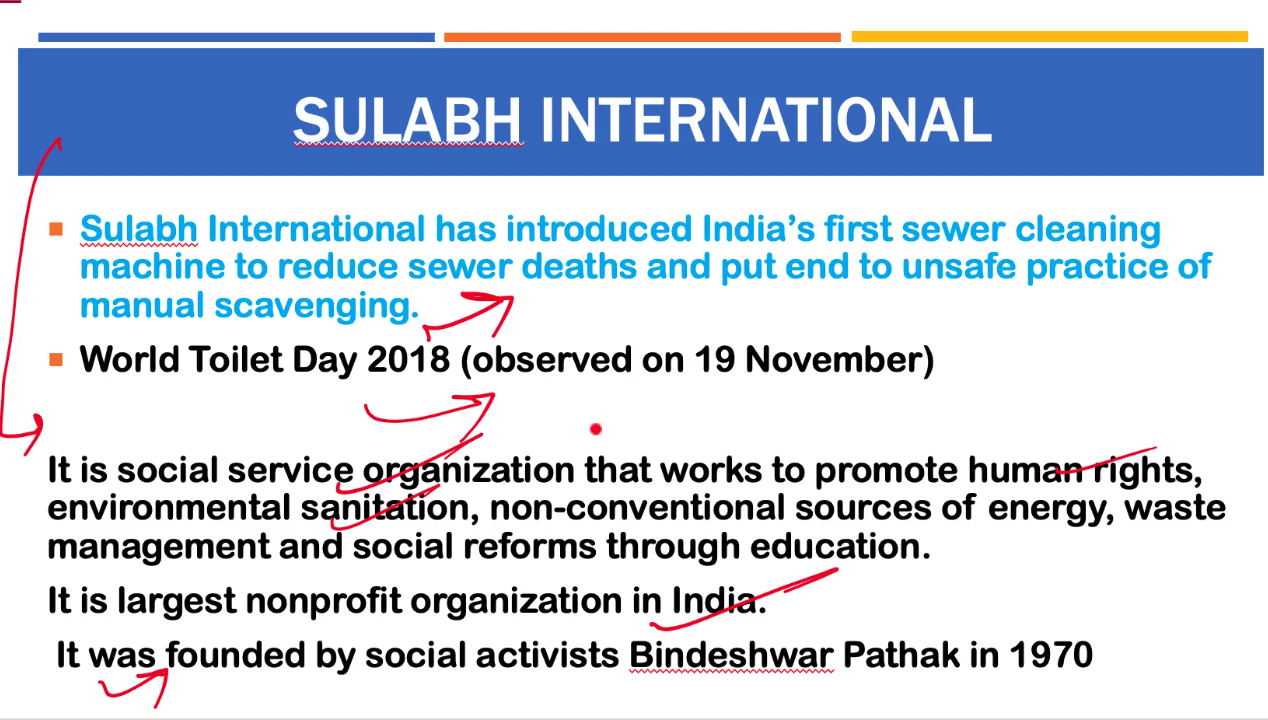 SULABH INTERNATIONAL
Sulabh International has introduced India's first sewer cleaning
machine to reduce sewer deaths and put end to unsafe practice of
manual scavenging.
World Toilet Day 2018 (observed on 19 November)
It is social service organization that works to promote human rights,
environmental sanitation, non-conventional sources of energy, waste
management and social reforms through education.
It is largest nonprofit organization in India.
It was founded by social activists Bindeshwar Pathak in 1970